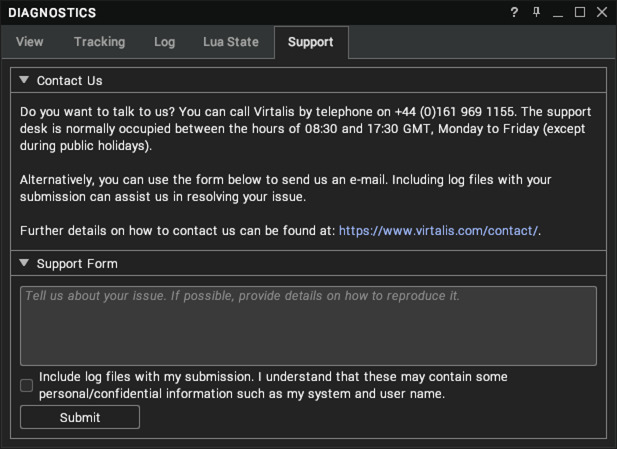 DIAGNOSTICS
?
View Tracking Log Lua State Support
Contact Us
Do you want to talk to us? You can call Virtalis by telephone on +44 (0)161 969 1155. The support
desk is normally occupied between the hours of 08:30 and 17:30 GMT, Monday to Friday (except
during public holidays).
Alternatively, you can use the form below to send us an e-mail. Including log files with your
submission can assist us in resolving your issue.
Further details on how to contact us can be found at: https://www.virtalis.com/contact/.
Support Form
Tell us about your issue. If possible, provide details on how to reproduce it.
Include log files with my submission. I understand that these may contain some
personal/confidential information such as my system and user name.
Submit